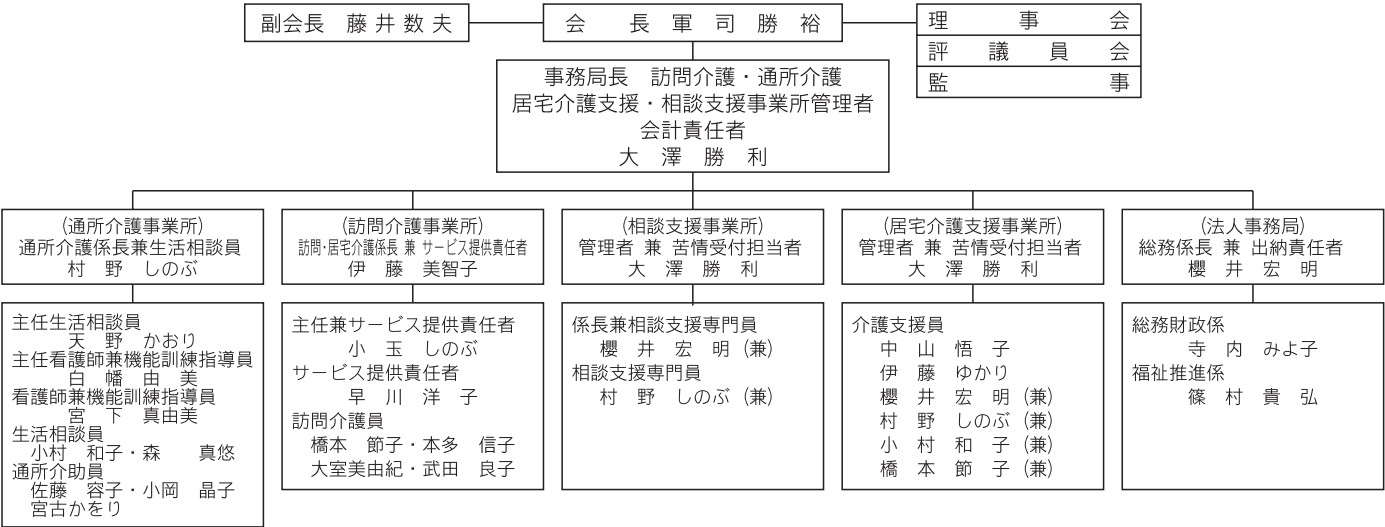 副会長　藤 井 数 夫
会　　長 軍 司 勝 裕
理　事　会
評 議 員 会
監　　　事
事務局長　訪問介護・通所介護
居宅介護支援・相談支援事業所管理者
会計責任者
大　澤　勝　利
(通所介護事業所)
通所介護係長兼生活相談員
村　野　しのぶ
主任生活相談員
天　野　かおり
主任看護師兼機能訓練指導員
白　幡　由　美
看護師兼機能訓練指導員
宮　下　真由美
生活相談員
小村　和子・森　　真悠
通所介助員
佐藤　容子・小岡　晶子
宮古かをり
(訪問介護事業所)
訪問・居宅介護係長 兼 サービス提供責任者
伊　藤　美智子
主任兼サービス提供責任者
小　玉　しのぶ
サービス提供責任者
早　川　洋　子
訪問介護員
橋本　節子・本多　信子
大室美由紀・武田　良子
(相談支援事業所)
管理者 兼 苦情受付担当者
大　澤　勝　利
係長兼相談支援専門員
櫻　井　宏　明 (兼)
相談支援専門員
村　野　しのぶ (兼)
(居宅介護支援事業所)
管理者 兼 苦情受付担当者
大　澤　勝　利
介護支援員
中　山　悟　子
伊　藤　ゆかり
櫻　井　宏　明 (兼)
村　野　しのぶ (兼)
小　村　和　子 (兼)
橋　本　節　子 (兼)
(法人事務局)
総務係長 兼 出納責任者
櫻　井　宏　明
総務財政係
寺　内　みよ子
福祉推進係
篠　村　貴　弘